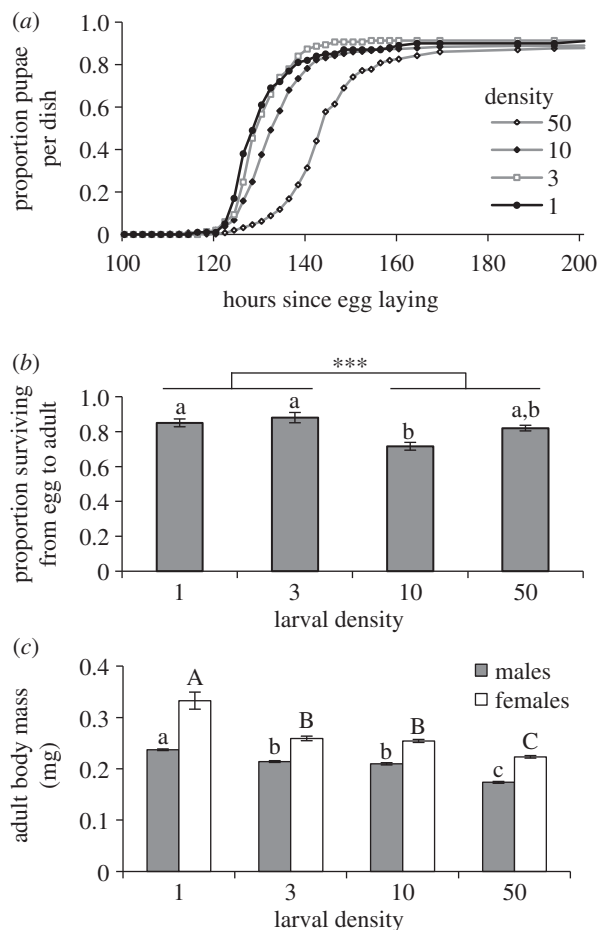 (a)
1.0
0.8
0.6
0.4
0.2
0
proportion pupae
per dish
density
50
10
3
1
100 120 140 160 180 200
hours since egg laying
(b)
***
1.0
0.8
0.6
0.4
0.2
0
proportion surviving
from egg to adult
a a b a,b
1 3 10 50
larval density
(c)
0.4
0.3
0.2
0.1
0
adult body mass
(mg)
males
females
a A b B b B c C
1 3 10 50
larval density